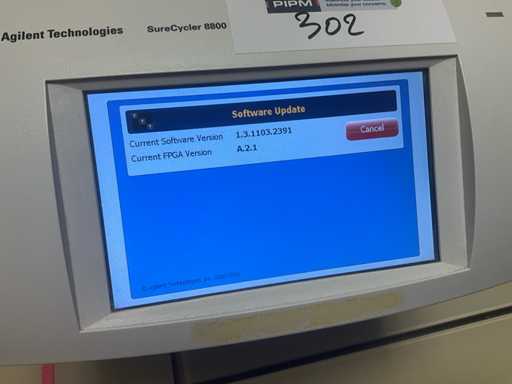 PIPM
302
Agilent Technologies SureCycler 8800
Software Update
Current Software Version 1.3.1103.2391
Cancel
Current FPGA Version A.2.1